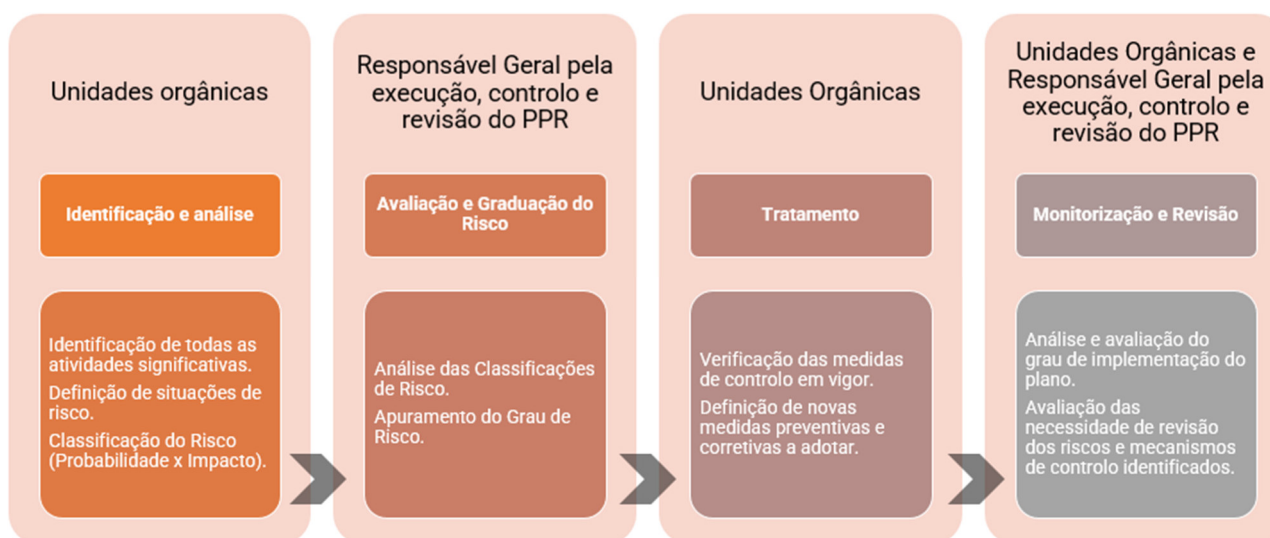 Unidades orgânicas
Identificação e análise
Identificação de todas as
atividades significativas.
Definição de situações de
risco.
Classificação do Risco
(Probabilidade x Impacto).
Responsável Geral pela
execução, controlo e
revisão do PPR
Avaliação e Graduação do
Risco
Análise das Classificações
de Risco.
Apuramento do Grau de
Risco.
Unidades Orgânicas
Tratamento
Verificação das medidas
de controlo em vigor.
Definição de novas
medidas preventivas e
corretivas a adotar.
Unidades Orgânicas e
Responsável Geral pela
execução, controlo e
revisão do PPR
Monitorização e Revisão
Análise e avaliação do
grau de implementação do
plano.
Avaliação das
necessidade de revisão
dos riscos e mecanismos
de controlo identificados.